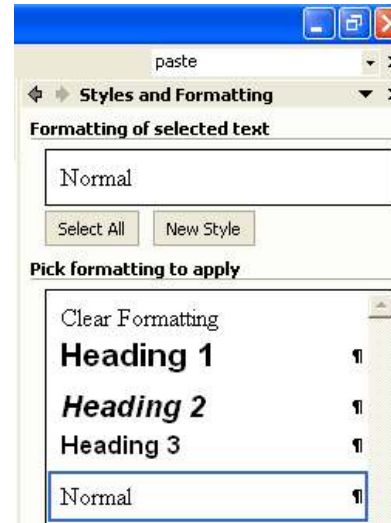 paste
Styles and Formatting
Formatting of selected text
Normal
Select All New Style
Pick formatting to apply
Clear Formatting
Heading 1 ¶
Heading 2 ¶
Heading 3 ¶
Normal ¶